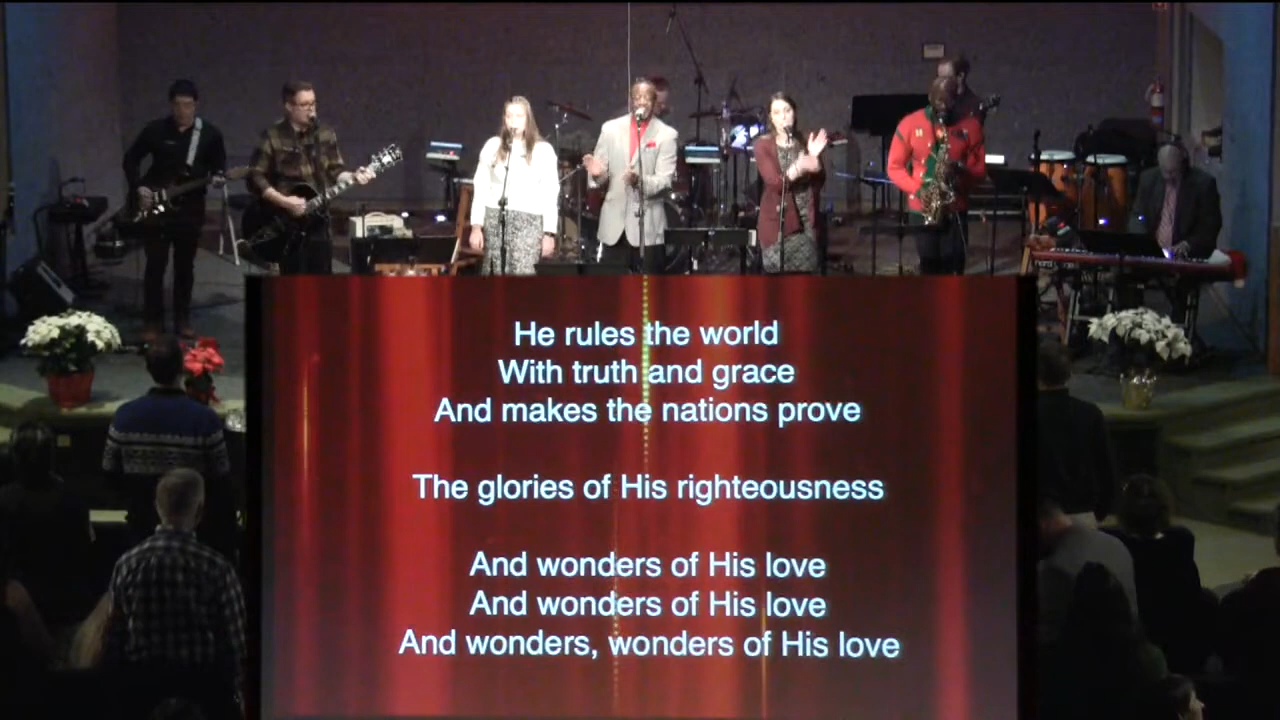 He rules the world
With truth and grace
And makes the nations prove
The glories of His righteousness
And wonders of His love
And wonders of His love
And wonders, wonders of His love